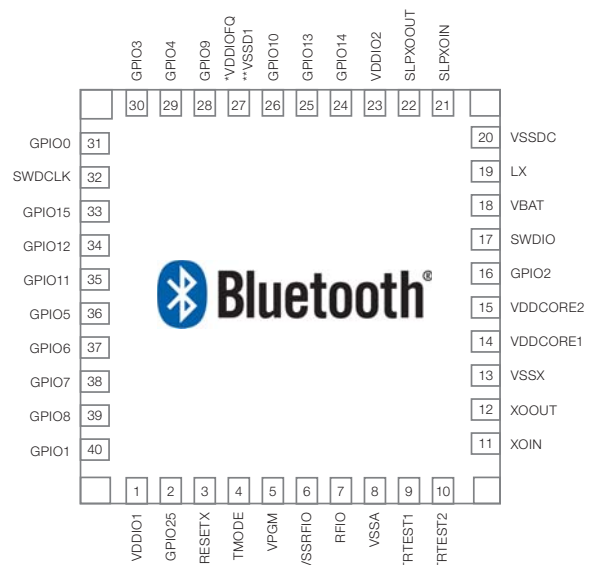 GPIO3
GPIO4
GPIO9
*VDDIOFQ
**VSSD1
GPIO10
GPIO13
GPIO14
VDDIO2
SLPXOOUT
SLPXOIN
30 29 28 27 26 25 24 23 22 21
GPIO0 31
SWDCLK 32
GPIO15 33
GPIO12 34
GPIO11 35
GPIO5 36
GPIO6 37
GPIO7 38
GPIO8 39
GPIO1 40
Bluetooth®
20 VSSDC
19 LX
18 VBAT
17 SWDIO
16 GPIO2
15 VDDCORE2
14 VDDCORE1
13 VSSX
12 XOOUT
11 XOIN
1 2 3 4 5 6 7 8 9 10
VDDIO1
GPIO25
RESETX
TMODE
VPGM
VSSRFIO
RFIO
VSSA
TRTEST1
TRTEST2